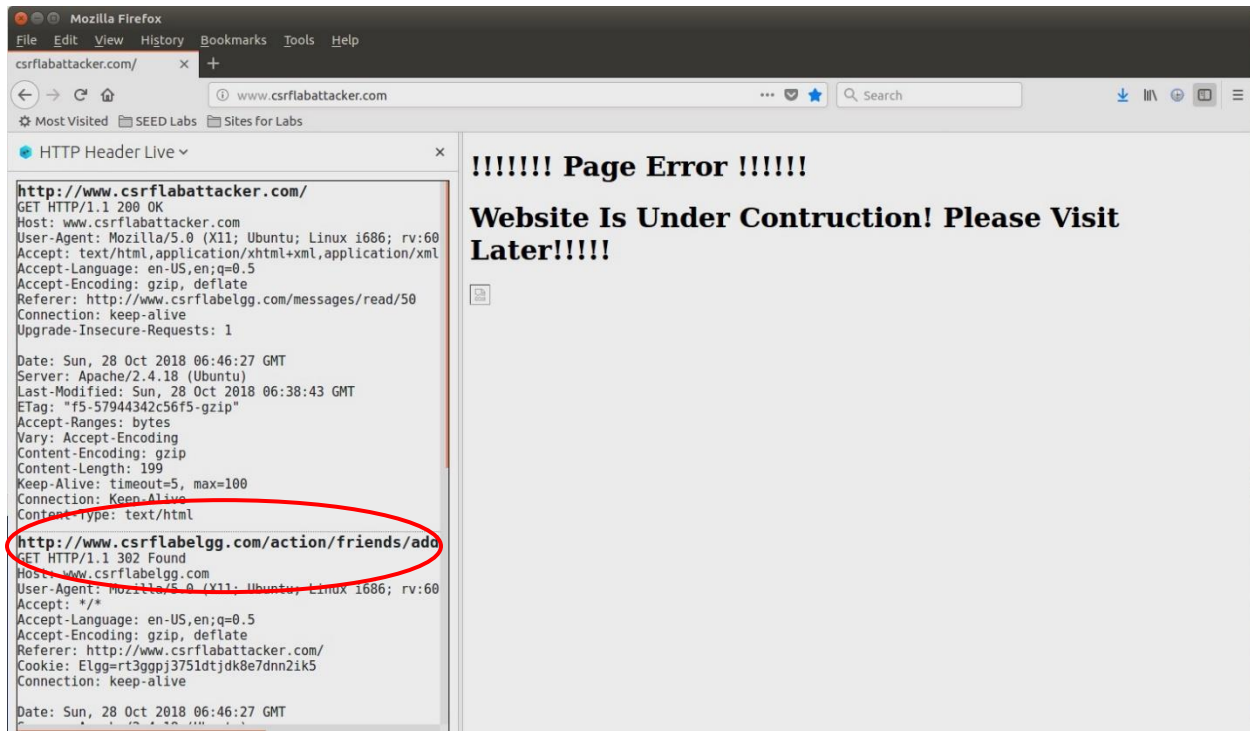 Mozilla Firefox
File Edit View History Bookmarks Tools Help
csrflabattacker.com/ × +
www.csrflabattacker.com ••• Search
Most Visited SEED Labs Sites for Labs
HTTP Header Live ×
http://www.csrflabattacker.com/
GET HTTP/1.1 200 OK
Host: www.csrflabattacker.com
User-Agent: Mozilla/5.0 (X11; Ubuntu; Linux i686; rv:60
Accept: text/html,application/xhtml+xml,application/xml
Accept-Language: en-US,en;q=0.5
Accept-Encoding: gzip, deflate
Referer: http://www.csrflabelgg.com/messages/read/50
Connection: keep-alive
Upgrade-Insecure-Requests: 1
Date: Sun, 28 Oct 2018 06:46:27 GMT
Server: Apache/2.4.18 (Ubuntu)
Last-Modified: Sun, 28 Oct 2018 06:38:43 GMT
ETag: "f5-57944342c56f5-gzip"
Accept-Ranges: bytes
Vary: Accept-Encoding
Content-Encoding: gzip
Content-Length: 199
Keep-Alive: timeout=5, max=100
Connection: Keep-Alive
Content-Type: text/html
http://www.csrflabelgg.com/action/friends/add
GET HTTP/1.1 302 Found
Host: www.csrflabelgg.com
User-Agent: Mozilla/5.0 (X11; Ubuntu; Linux i686; rv:60
Accept: */*
Accept-Language: en-US,en;q=0.5
Accept-Encoding: gzip, deflate
Referer: http://www.csrflabattacker.com/
Cookie: Elgg=rt3ggpj3751dtjdk8e7dnn2ik5
Connection: keep-alive
Date: Sun, 28 Oct 2018 06:46:27 GMT
!!!!!!! Page Error !!!!!!
Website Is Under Contruction! Please Visit
Later!!!!!